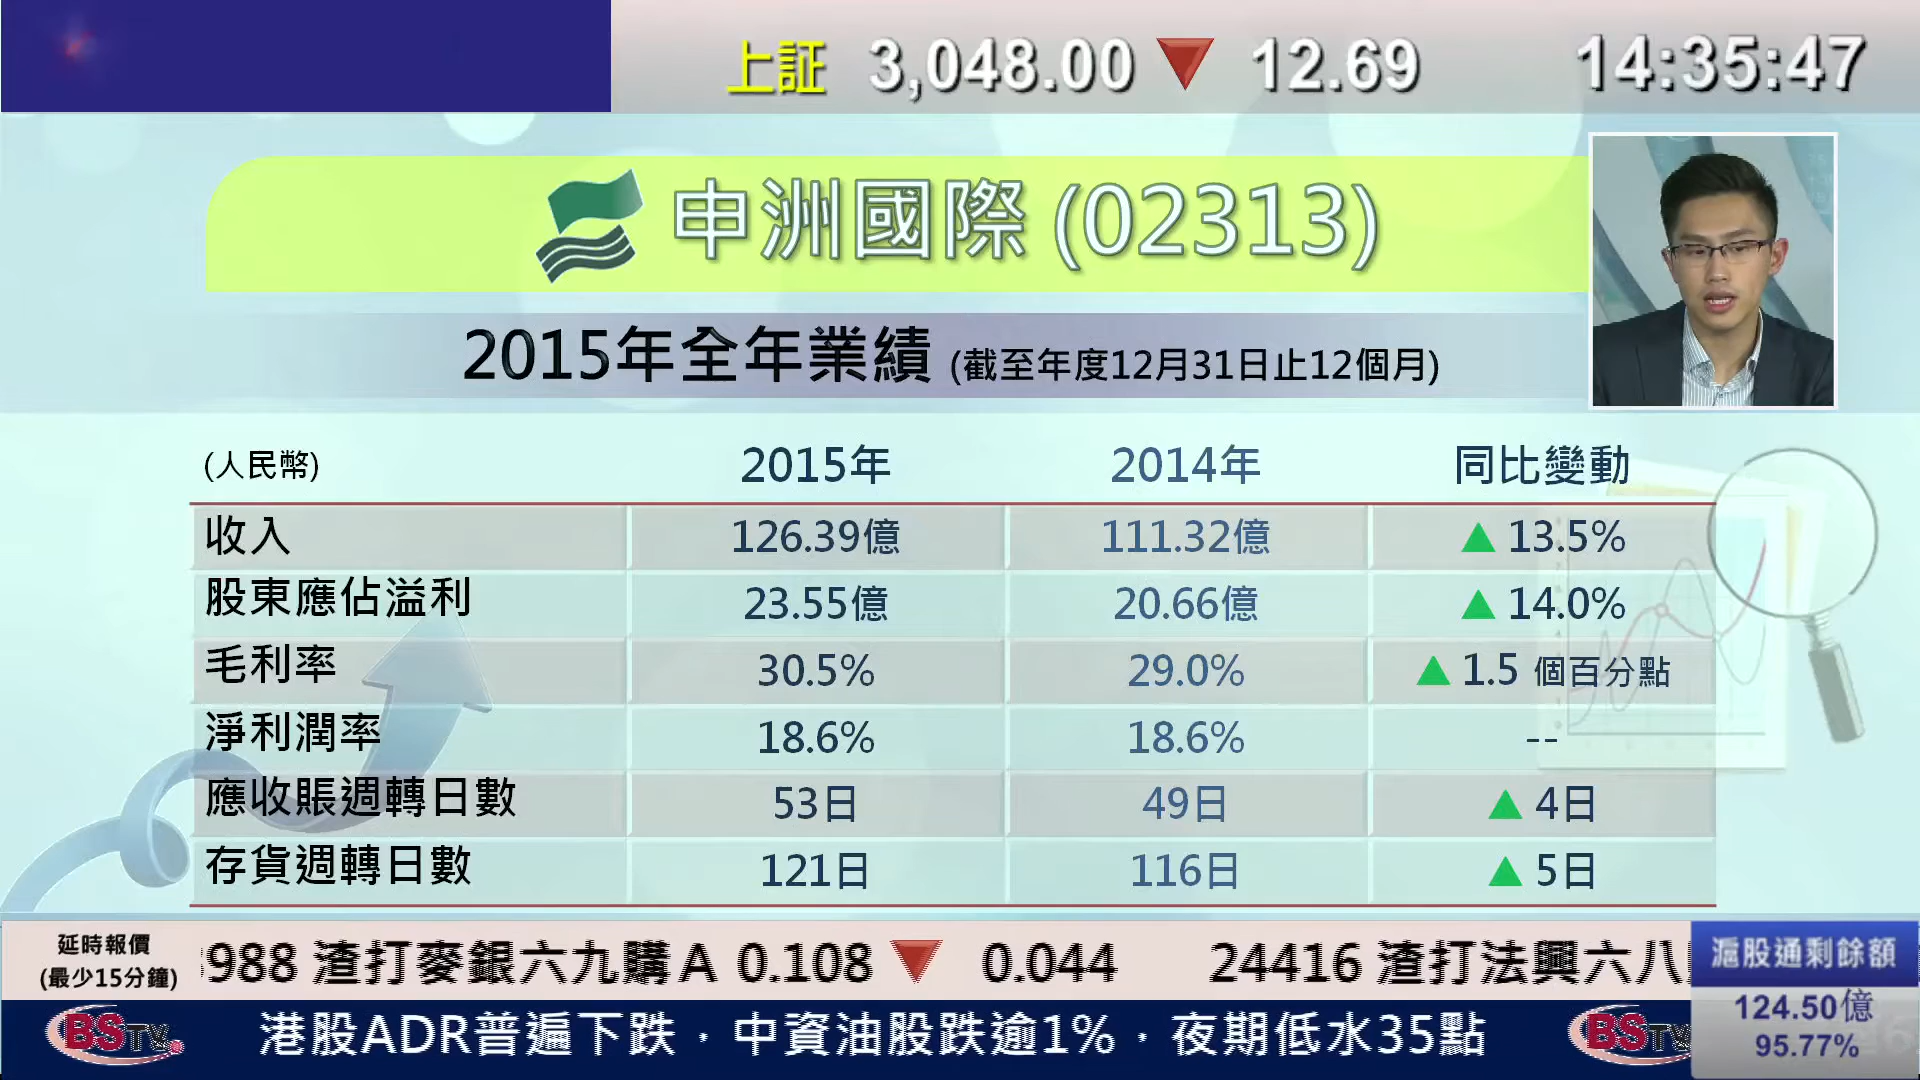 上証 3,048.00 ▼ 12.69 14:35:47
申洲國際 (02313)
2015年全年業績 (截至年度12月31日止12個月)
(人民幣) 2015年 2014年 同比變動
收入 126.39億 111.32億 ▲ 13.5%
股東應佔溢利 23.55億 20.66億 ▲ 14.0%
毛利率 30.5% 29.0% ▲ 1.5 個百分點
淨利潤率 18.6% 18.6% --
應收賬週轉日數 53日 49日 ▲ 4日
存貨週轉日數 121日 116日 ▲ 5日
延時報價
(最少15分鐘)
988 渣打麥銀六九購A 0.108 ▼ 0.044 24416 渣打法興六八
滬股通剩餘額
124.50億
95.77%
BSTV 港股ADR普遍下跌，中資油股跌逾1%，夜期低水35點 BSTV